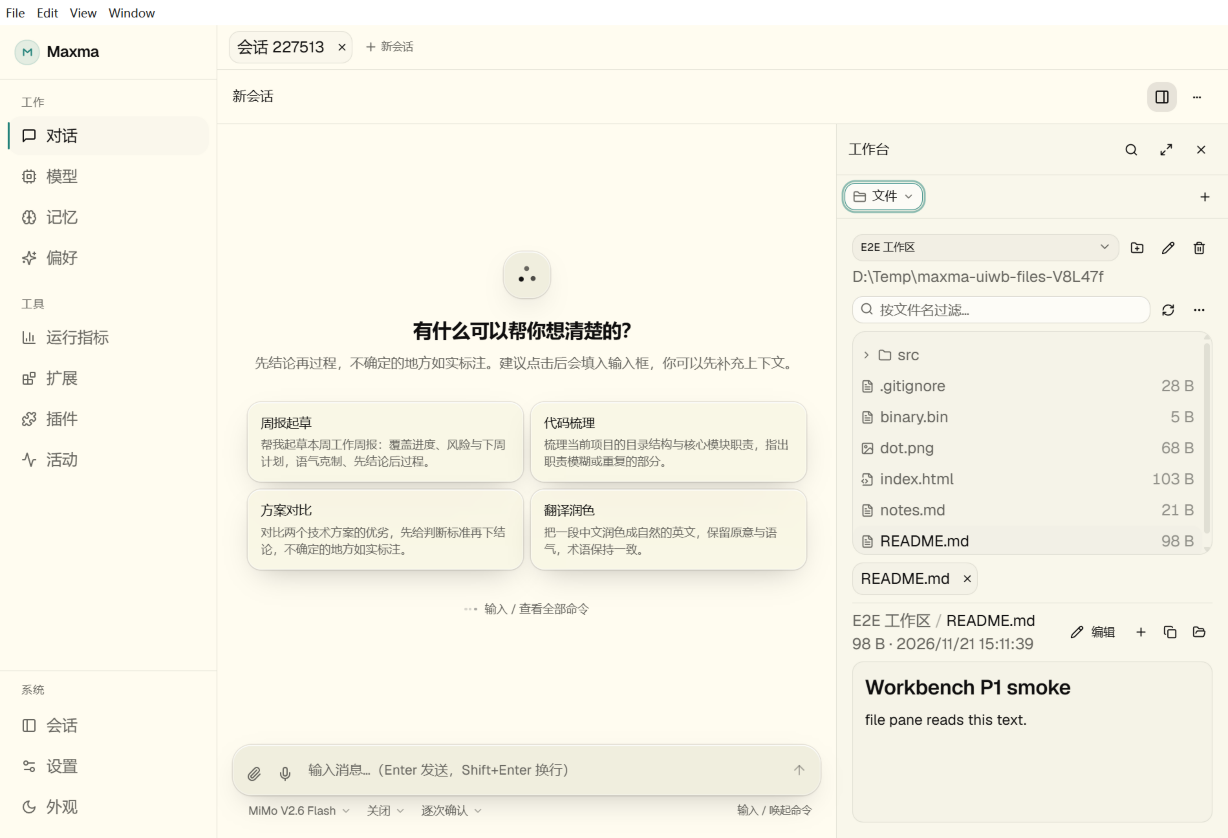 File Edit View Window
M Maxma
工作
对话
模型
记忆
偏好
工具
运行指标
扩展
插件
活动
系统
会话
设置
外观
会话 227513 × + 新会话
新会话
有什么可以帮你想清楚的？
先结论再过程，不确定的地方如实标注。建议点击后会填入输入框，你可以先补充上下文。
周报起草
帮我起草本周工作周报：覆盖进度、风险与下周
计划，语气克制、先结论后过程。
代码梳理
梳理当前项目的目录结构与核心模块职责，指出
职责模糊或重复的部分。
方案对比
对比两个技术方案的优劣，先给判断标准再下结
论，不确定的地方如实标注。
翻译润色
把一段中文润色成自然的英文，保留原意与语
气，术语保持一致。
输入 / 查看全部命令
输入消息...（Enter 发送，Shift+Enter 换行）
MiMo V2.6 Flash 关闭 逐次确认 输入 / 唤起命令
工作台
文件
E2E 工作区
D:\Temp\maxma-uiwb-files-V8L47f
按文件名过滤...
src
.gitignore 28 B
binary.bin 5 B
dot.png 68 B
index.html 103 B
notes.md 21 B
README.md 98 B
README.md ×
E2E 工作区 / README.md
98 B · 2026/11/21 15:11:39
编辑
Workbench P1 smoke
file pane reads this text.